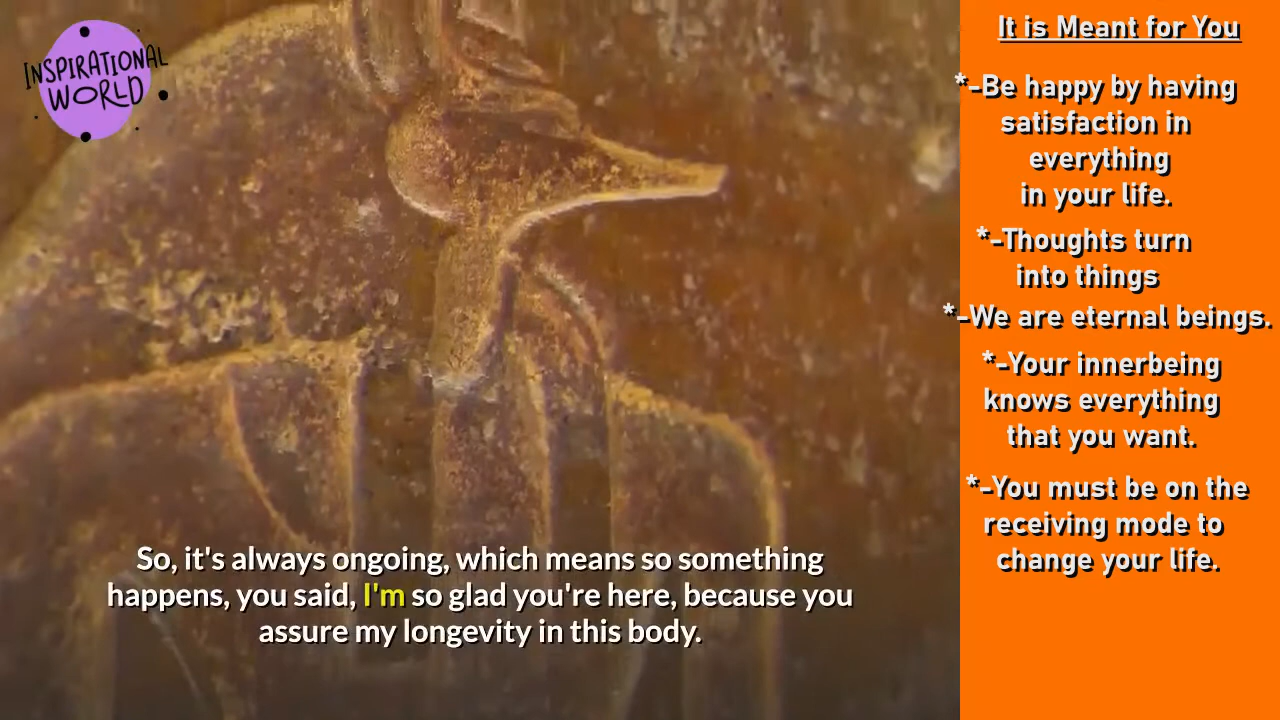 INSPIRATIONAL
WORLD
It is Meant for You
*-Be happy by having
satisfaction in
everything
in your life.
*-Thoughts turn
into things
*-We are eternal beings.
*-Your innerbeing
knows everything
that you want.
*-You must be on the
receiving mode to
change your life.
So, it's always ongoing, which means so something
happens, you said, I'm so glad you're here, because you
assure my longevity in this body.